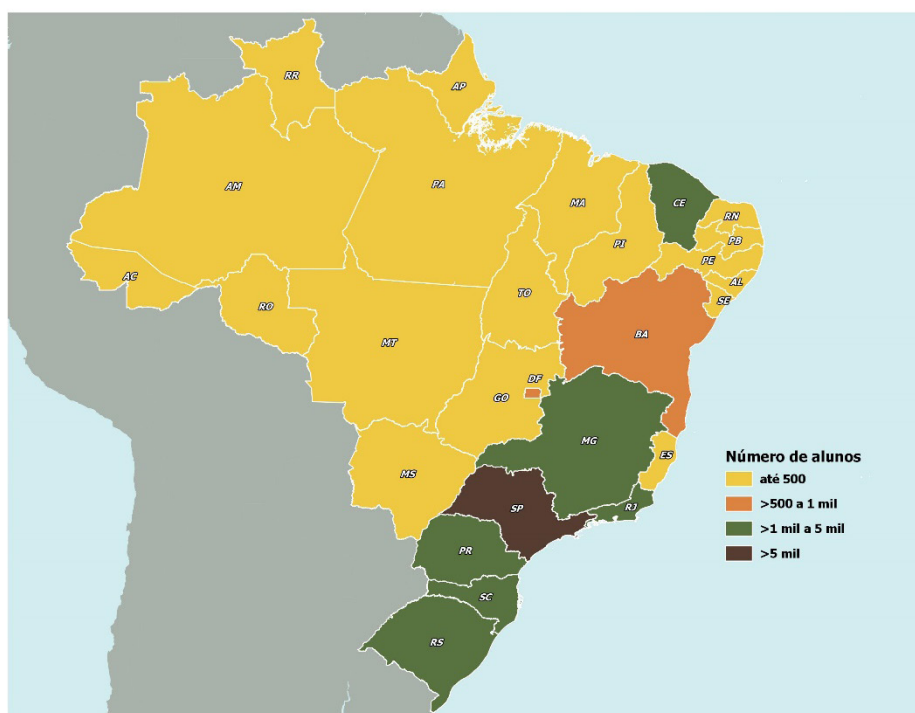 RR
AP
AM
PA
MA
CE
RN
PI
PB
PE
AC
AL
TO
SE
RO
BA
MT
DF
GO
MG
ES
MS
SP
RJ
PR
SC
RS
Número de alunos
até 500
>500 a 1 mil
>1 mil a 5 mil
>5 mil